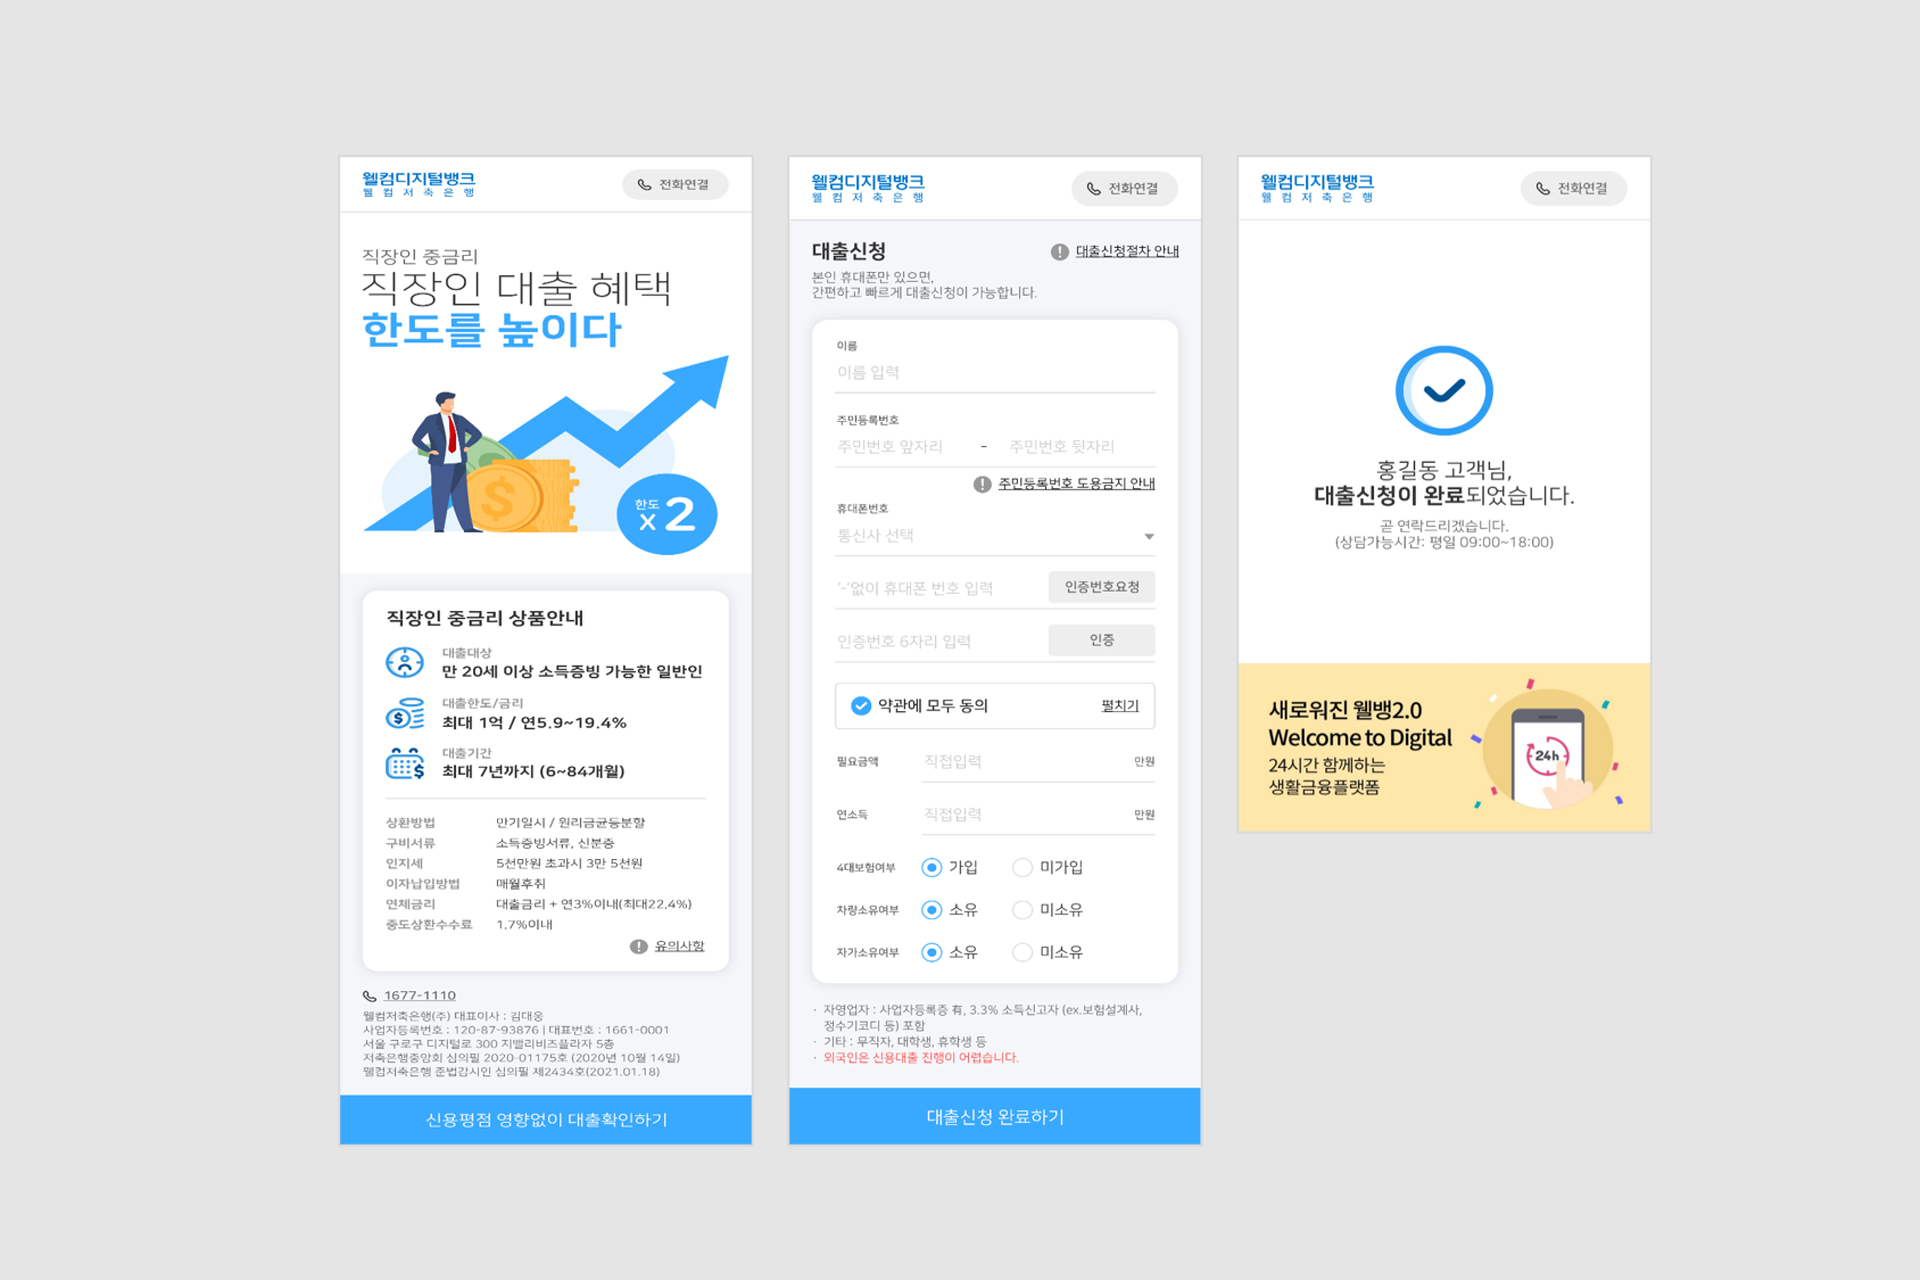 웰컴디지털뱅크
웰컴저축은행
전화연결
직장인 중금리
직장인 대출 혜택
한도를 높이다
한도
x 2
직장인 중금리 상품안내
대출대상
만 20세 이상 소득증빙 가능한 일반인
대출한도/금리
최대 1억 / 연5.9~19.4%
대출기간
최대 7년까지 (6~84개월)
상환방법 만기일시 / 원리금균등분할
구비서류 소득증빙서류, 신분증
인지세 5천만원 초과시 3만 5천원
이자납입방법 매월후취
연체금리 대출금리 + 연3%이내(최대22.4%)
중도상환수수료 1.7%이내
유의사항
1677-1110
웰컴저축은행(주) 대표이사 : 김대웅
사업자등록번호 : 120-87-93876 | 대표번호 : 1661-0001
서울 구로구 디지털로 300 지밸리비즈플라자 5층
저축은행중앙회 심의필 2020-01175호 (2020년 10월 14일)
웰컴저축은행 준법감시인 심의필 제2434호(2021.01.18)
신용평점 영향없이 대출확인하기
웰컴디지털뱅크
웰컴저축은행
전화연결
대출신청
대출신청절차 안내
본인 휴대폰만 있으면,
간편하고 빠르게 대출신청이 가능합니다.
이름
이름 입력
주민등록번호
주민번호 앞자리 - 주민번호 뒷자리
주민등록번호 도용금지 안내
휴대폰번호
통신사 선택
'-'없이 휴대폰 번호 입력 인증번호요청
인증번호 6자리 입력 인증
약관에 모두 동의 펼치기
필요금액 직접입력 만원
연소득 직접입력 만원
4대보험여부 가입 미가입
차량소유여부 소유 미소유
자가소유여부 소유 미소유
· 자영업자 : 사업자등록증 有, 3.3% 소득신고자 (ex.보험설계사,
정수기코디 등) 포함
· 기타 : 무직자, 대학생, 휴학생 등
· 외국인은 신용대출 진행이 어렵습니다.
대출신청 완료하기
웰컴디지털뱅크
웰컴저축은행
전화연결
홍길동 고객님,
대출신청이 완료되었습니다.
곧 연락드리겠습니다.
(상담가능시간: 평일 09:00~18:00)
새로워진 웰뱅2.0
Welcome to Digital
24시간 함께하는
생활금융플랫폼
24h